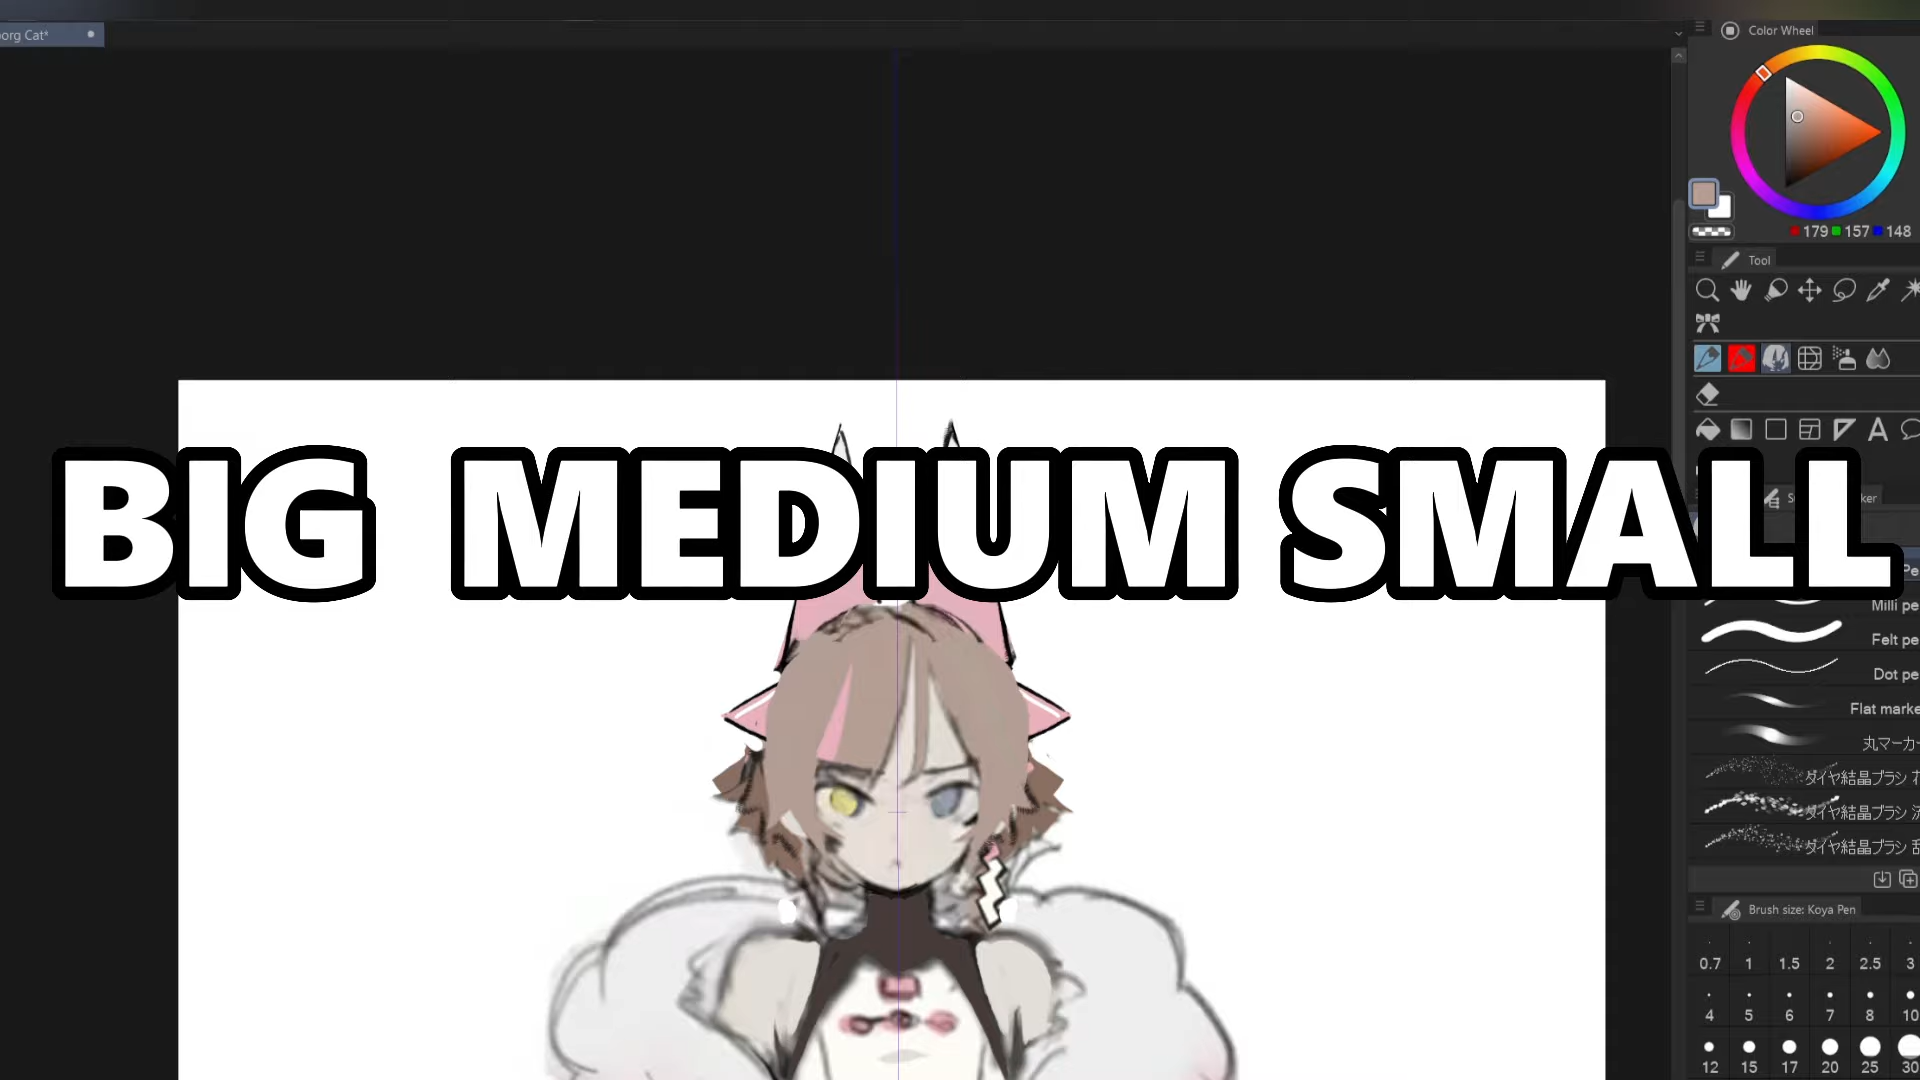 org Cat*
Color Wheel
179 157 148
Tool
BIG MEDIUM SMALL
ker
Pe
Milli pe
Felt pe
Dot pe
Flat marke
丸マーカ
ダイヤ結晶ブラシ
ダイヤ結晶ブラシ
ダイヤ結晶ブラシ
Brush size: Koya Pen
0.7 1 1.5 2 2.5 3
4 5 6 7 8 10
12 15 17 20 25 30